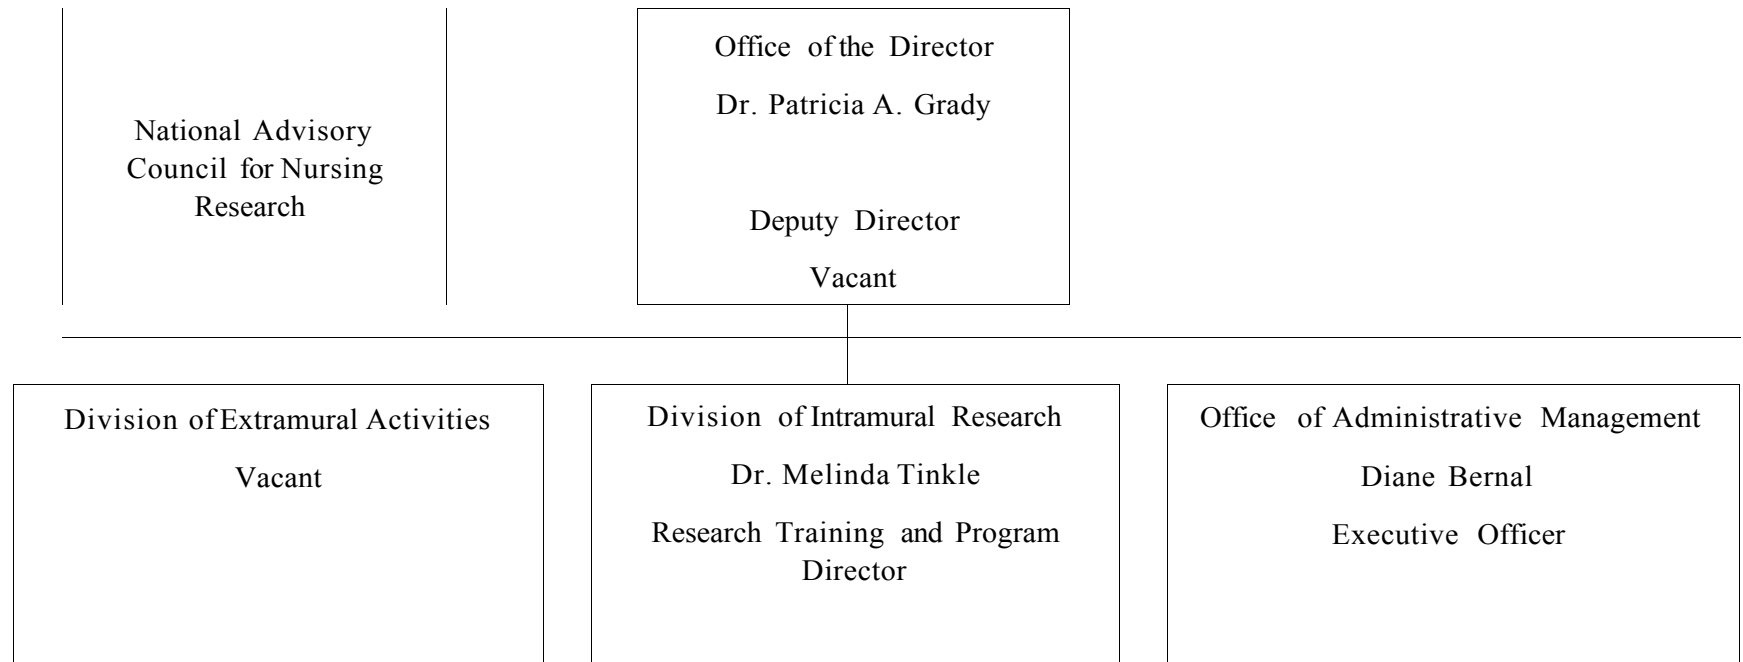 National Advisory
Council for Nursing
Research
Office of the Director
Dr. Patricia A. Grady
Deputy Director
Vacant
Division of Extramural Activities
Vacant
Division of Intramural Research
Dr. Melinda Tinkle
Research Training and Program
Director
Office of Administrative Management
Diane Bernal
Executive Officer